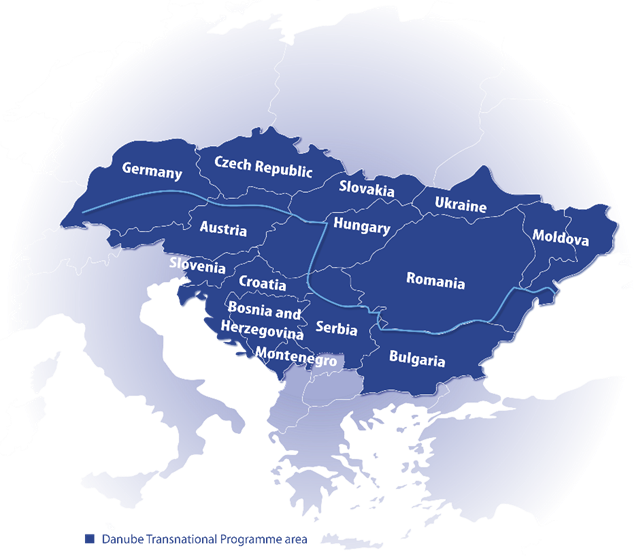 Germany
Czech Republic
Slovakia
Ukraine
Austria
Hungary
Moldova
Slovenia
Croatia
Romania
Bosnia and
Herzegovina
Serbia
Montenegro
Bulgaria
Danube Transnational Programme area